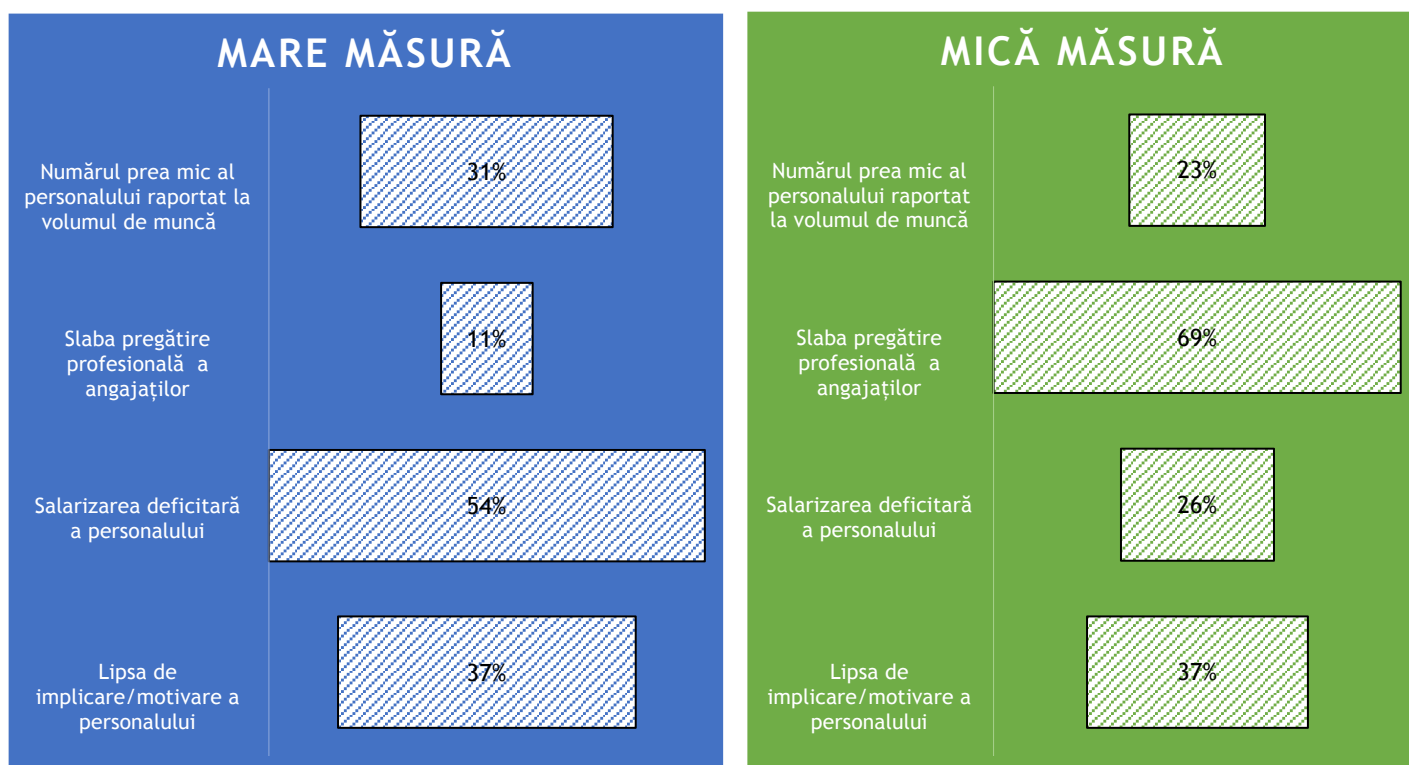 MARE MĂSURĂ
Numărul prea mic al
personalului raportat la
volumul de muncă
31%
Slaba pregătire
profesională a
angajaților
11%
Salarizarea deficitară
a personalului
54%
Lipsa de
implicare/motivare a
personalului
37%
MICĂ MĂSURĂ
Numărul prea mic al
personalului raportat
la volumul de muncă
23%
Slaba pregătire
profesională a
angajaților
69%
Salarizarea deficitară
a personalului
26%
Lipsa de
implicare/motivare a
personalului
37%